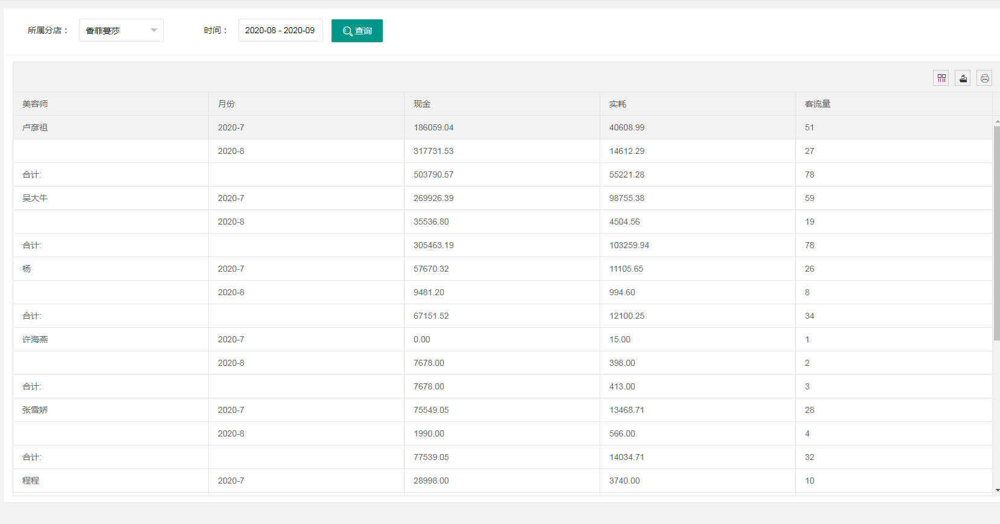 所属分店： 香菲蔓莎 时间： 2020-08 - 2020-09 查询
美容师 月份 现金 实耗 客流量
卢彦祖 2020-7 186059.04 40608.99 51
2020-8 317731.53 14612.29 27
合计: 503790.57 55221.28 78
吴大牛 2020-7 269926.39 98755.38 59
2020-8 35536.80 4504.56 19
合计: 305463.19 103259.94 78
杨 2020-7 57670.32 11105.65 26
2020-8 9481.20 994.60 8
合计: 67151.52 12100.25 34
许海燕 2020-7 0.00 15.00 1
2020-8 7678.00 398.00 2
合计: 7678.00 413.00 3
张雪娇 2020-7 75549.05 13468.71 28
2020-8 1990.00 566.00 4
合计: 77539.05 14034.71 32
程程 2020-7 28998.00 3740.00 10